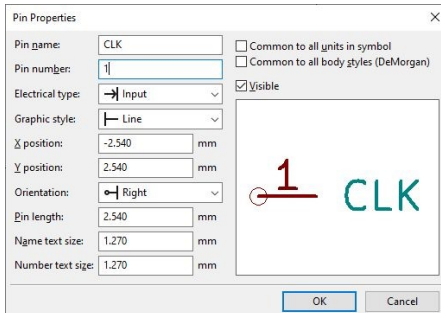 Pin Properties
Pin name: CLK
Pin number: 1
Electrical type: Input
Graphic style: Line
X position: -2.540 mm
Y position: 2.540 mm
Orientation: Right
Pin length: 2.540 mm
Name text size: 1.270 mm
Number text size: 1.270 mm
Common to all units in symbol
Common to all body styles (DeMorgan)
Visible
1
CLK
OK Cancel